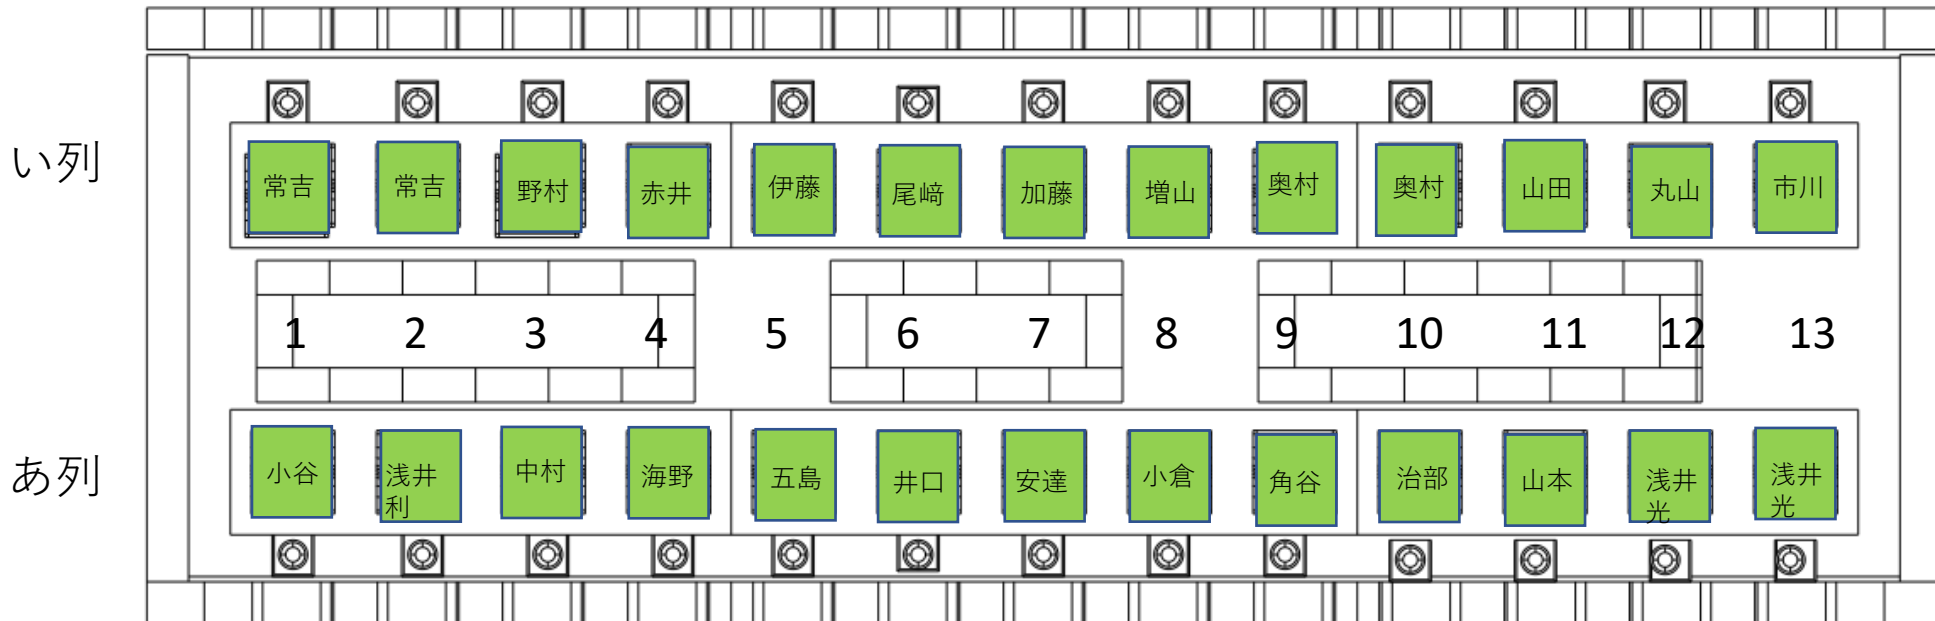 い列
常吉
常吉
野村
赤井
伊藤
尾﨑
加藤
増山
奥村
奥村
山田
丸山
市川
1 2 3 4 5 6 7 8 9 10 11 12 13
あ列
小谷
浅井
利
中村
海野
五島
井口
安達
小倉
角谷
治部
山本
浅井
光
浅井
光